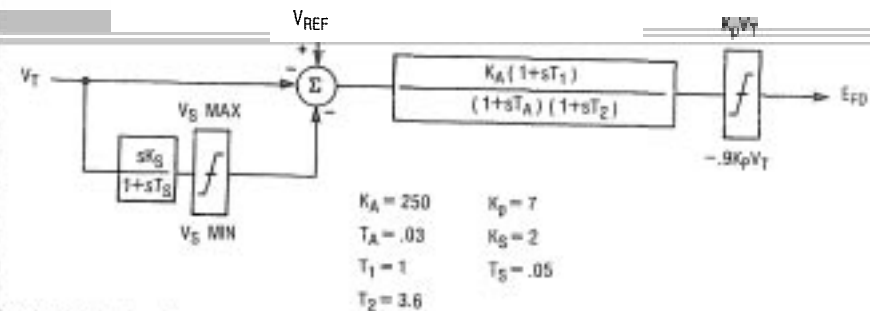 V_REF
K_pV_T
+
V_T
−
Σ
K_A(1+sT_1)
(1+sT_A)(1+sT_2)
E_FD
−
V_S MAX
−.9K_PV_T
sK_S
1+sT_S
V_S MIN
K_A = 250 K_p = 7
T_A = .03 K_S = 2
T_1 = 1 T_S = .05
T_2 = 3.6